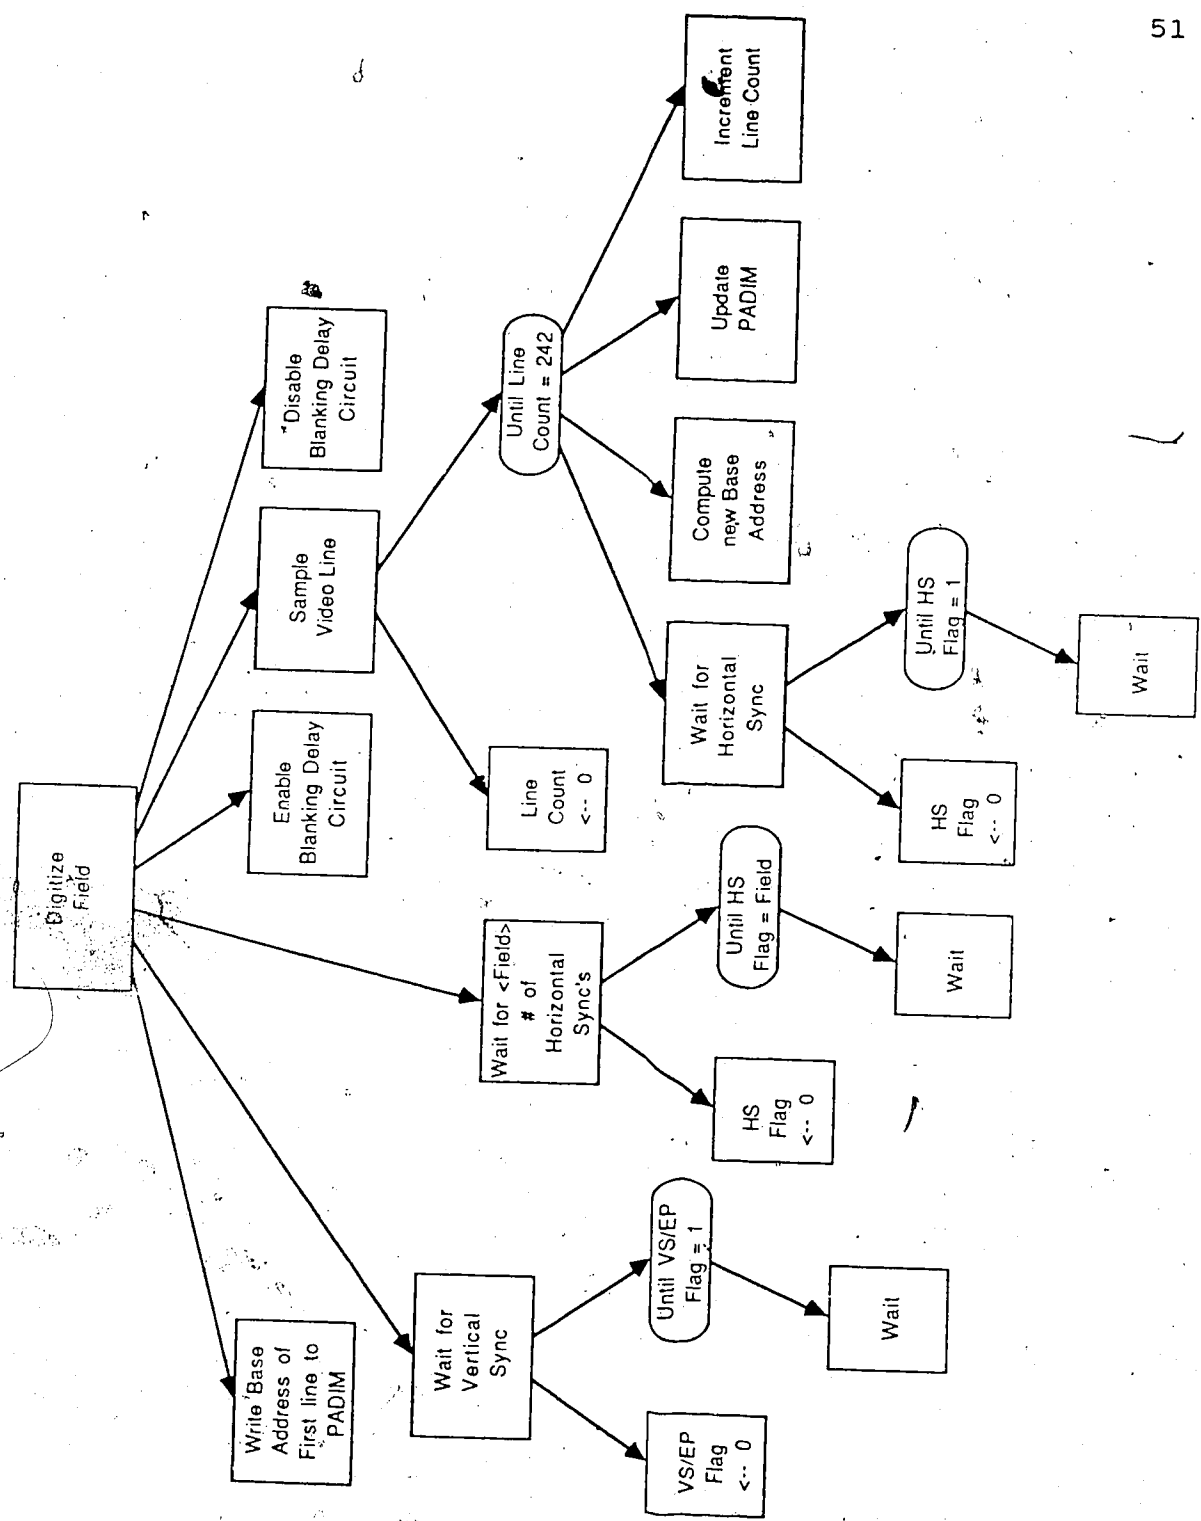 51
Digitize
Field
Write Base
Address of
First line to
PADIM
Wait for
Vertical
Sync
VS/EP
Flag
<-- 0
Until VS/EP
Flag = 1
Wait
Wait for <Field>
# of
Horizontal
Sync's
HS
Flag
<-- 0
Until HS
Flag = Field
Wait
Enable
Blanking Delay
Circuit
Sample
Video Line
Line
Count
<-- 0
Until Line
Count = 242
Wait for
Horizontal
Sync
HS
Flag
<-- 0
Until HS
Flag = 1
Wait
Compute
new Base
Address
Update
PADIM
Increment
Line Count
Disable
Blanking Delay
Circuit